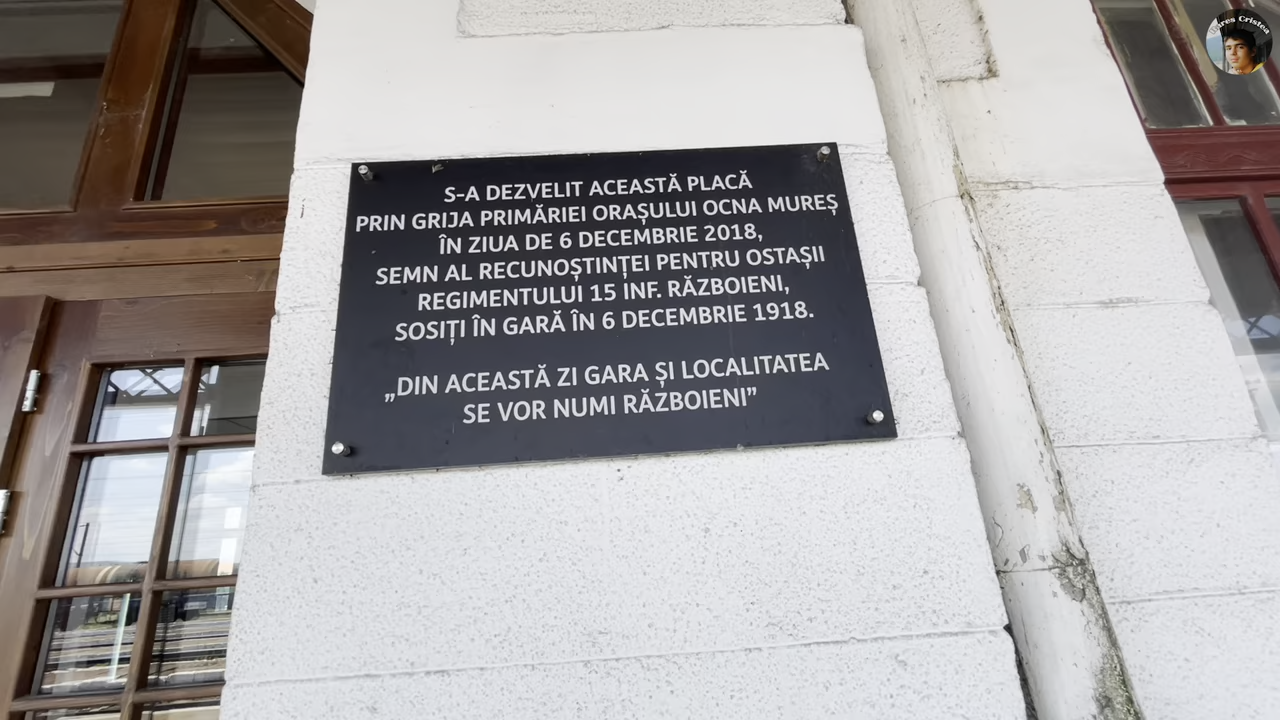 S-A DEZVELIT ACEASTĂ PLACĂ
PRIN GRIJA PRIMĂRIEI ORAȘULUI OCNA MUREȘ
ÎN ZIUA DE 6 DECEMBRIE 2018,
SEMN AL RECUNOȘTINȚEI PENTRU OSTAȘII
REGIMENTULUI 15 INF. RĂZBOIENI,
SOSIȚI ÎN GARĂ ÎN 6 DECEMBRIE 1918.
„DIN ACEASTĂ ZI GARA ȘI LOCALITATEA
SE VOR NUMI RĂZBOIENI”
Cristea